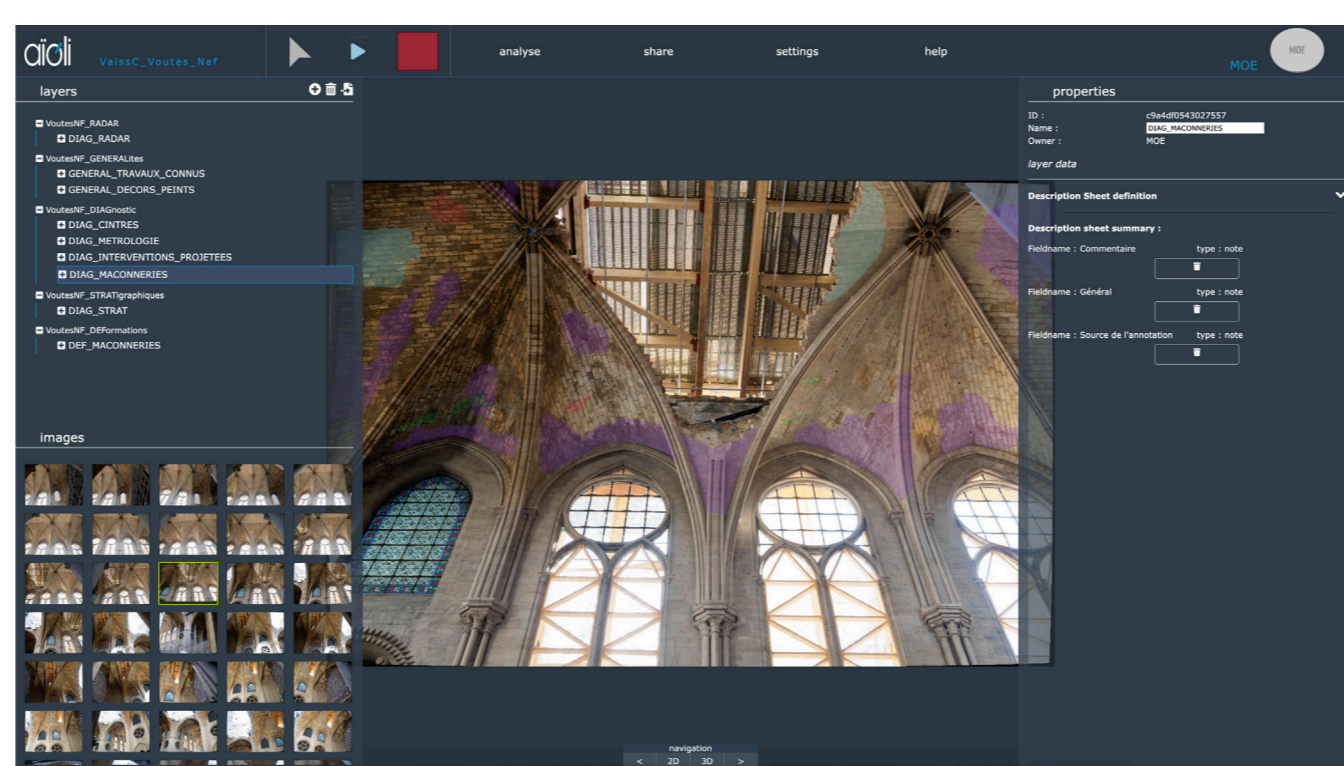 aïoli
VaissC_Voutes_Nef
analyse
share
settings
help
MOE
MOE
layers
VoutesNF_RADAR
DIAG_RADAR
VoutesNF_GENERALites
GENERAL_TRAVAUX_CONNUS
GENERAL_DECORS_PEINTS
VoutesNF_DIAGnostic
DIAG_CINTRES
DIAG_METROLOGIE
DIAG_INTERVENTIONS_PROJETEES
DIAG_MACONNERIES
VoutesNF_STRATigraphiques
DIAG_STRAT
VoutesNF_DEFormations
DEF_MACONNERIES
images
navigation
< 2D 3D >
properties
ID : c9a4df0543027557
Name : DIAG_MACONNERIES
Owner : MOE
layer data
Description Sheet definition
Description sheet summary :
Fieldname : Commentaire type : note
Fieldname : Général type : note
Fieldname : Source de l'annotation type : note